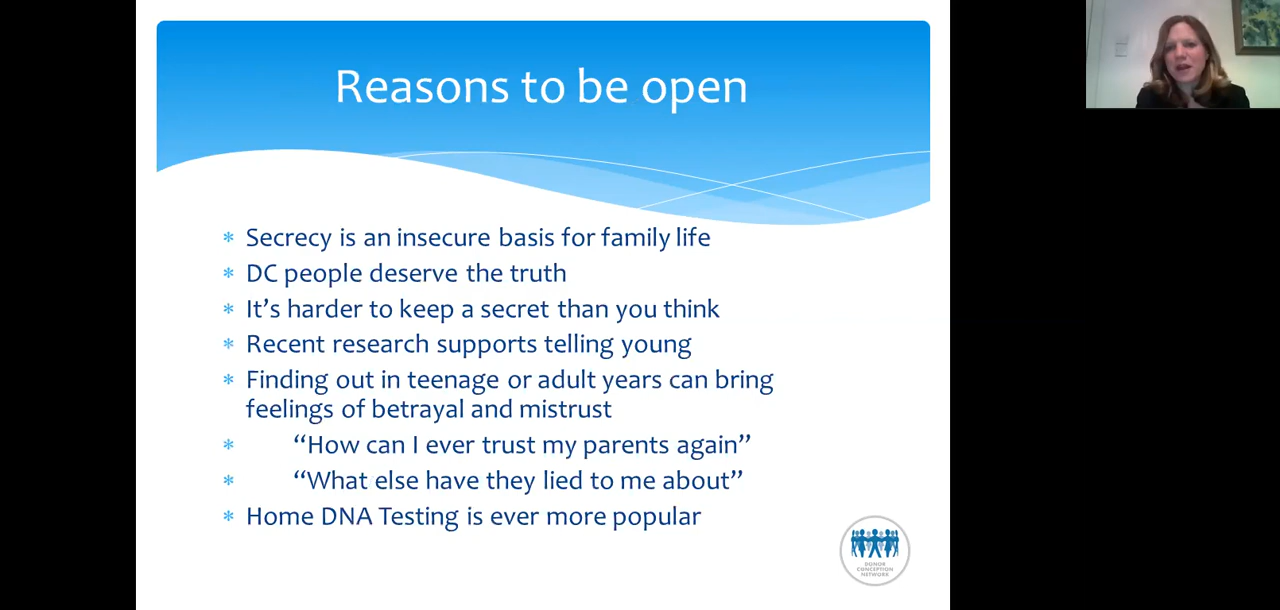 Reasons to be open
* Secrecy is an insecure basis for family life
* DC people deserve the truth
* It’s harder to keep a secret than you think
* Recent research supports telling young
* Finding out in teenage or adult years can bring
feelings of betrayal and mistrust
* “How can I ever trust my parents again”
* “What else have they lied to me about”
* Home DNA Testing is ever more popular
DONOR
CONCEPTION
NETWORK